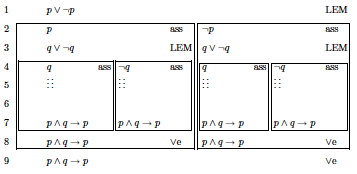 1 p ∨ ¬p LEM
2 p ass ¬p ass
3 q ∨ ¬q LEM q ∨ ¬q LEM
4 q ass ¬q ass q ass ¬q ass
5 :: :: :: ::
6
7 p ∧ q → p p ∧ q → p p ∧ q → p p ∧ q → p
8 p ∧ q → p ∨e p ∧ q → p ∨e
9 p ∧ q → p ∨e